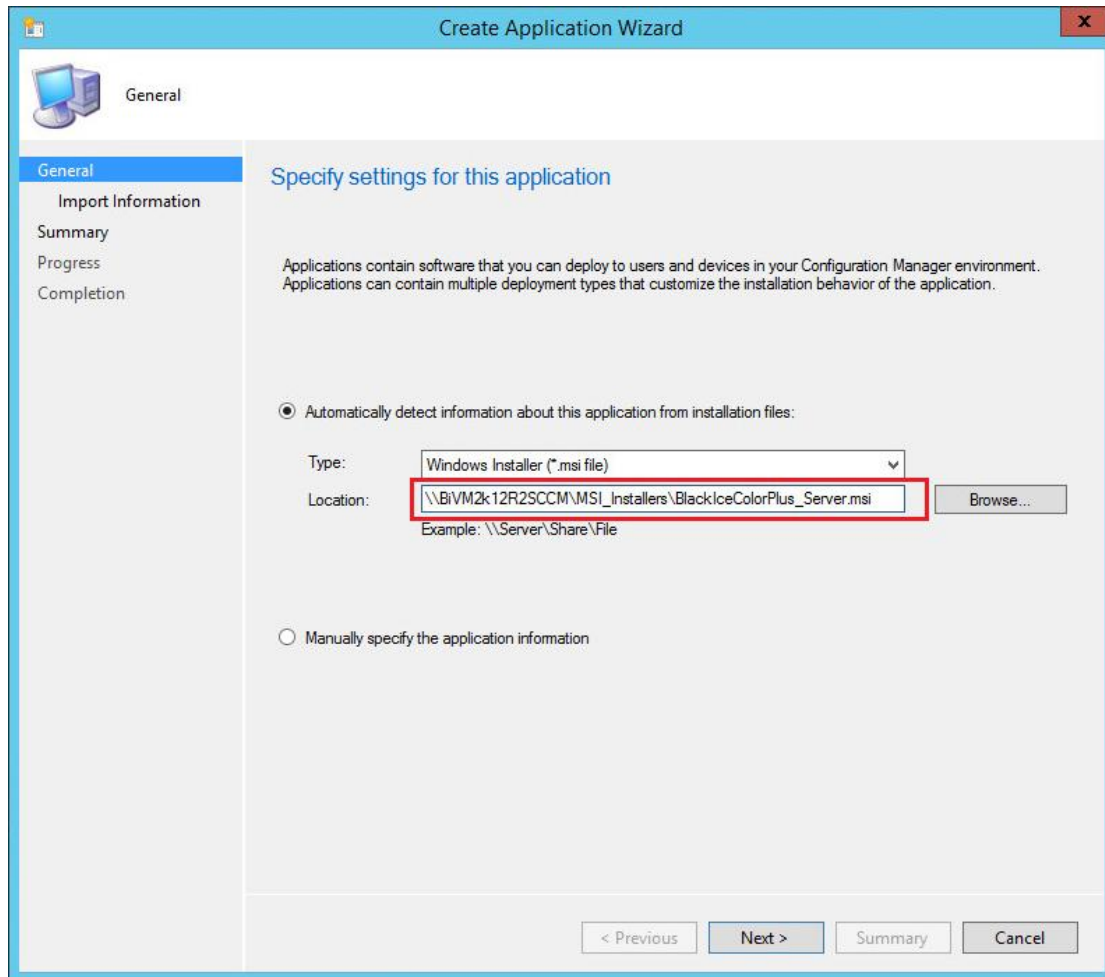 Create Application Wizard
x
General
General
Import Information
Summary
Progress
Completion
Specify settings for this application
Applications contain software that you can deploy to users and devices in your Configuration Manager environment.
Applications can contain multiple deployment types that customize the installation behavior of the application.
Automatically detect information about this application from installation files:
Type:
Windows Installer (*.msi file)
Location:
\\BiVM2k12R2SCCM\MSI_Installers\BlackIceColorPlus_Server.msi
Browse...
Example: \\Server\Share\File
Manually specify the application information
< Previous
Next >
Summary
Cancel